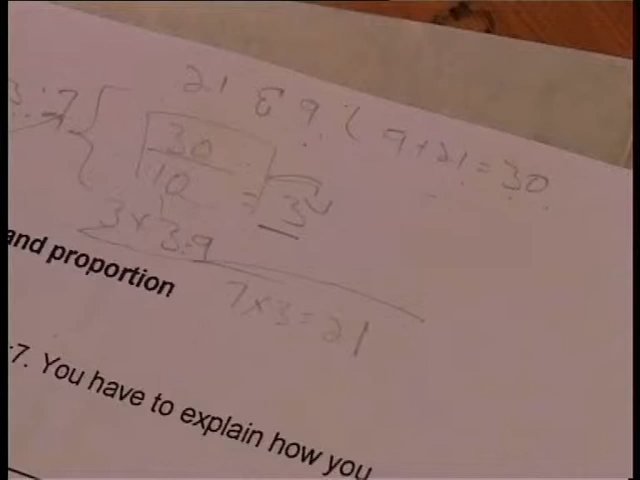 21 & 9 { 9+21=30
3:7 {
30
10 = 3
3 x 3=9
7 x 3 = 21
and proportion
:7. You have to explain how you